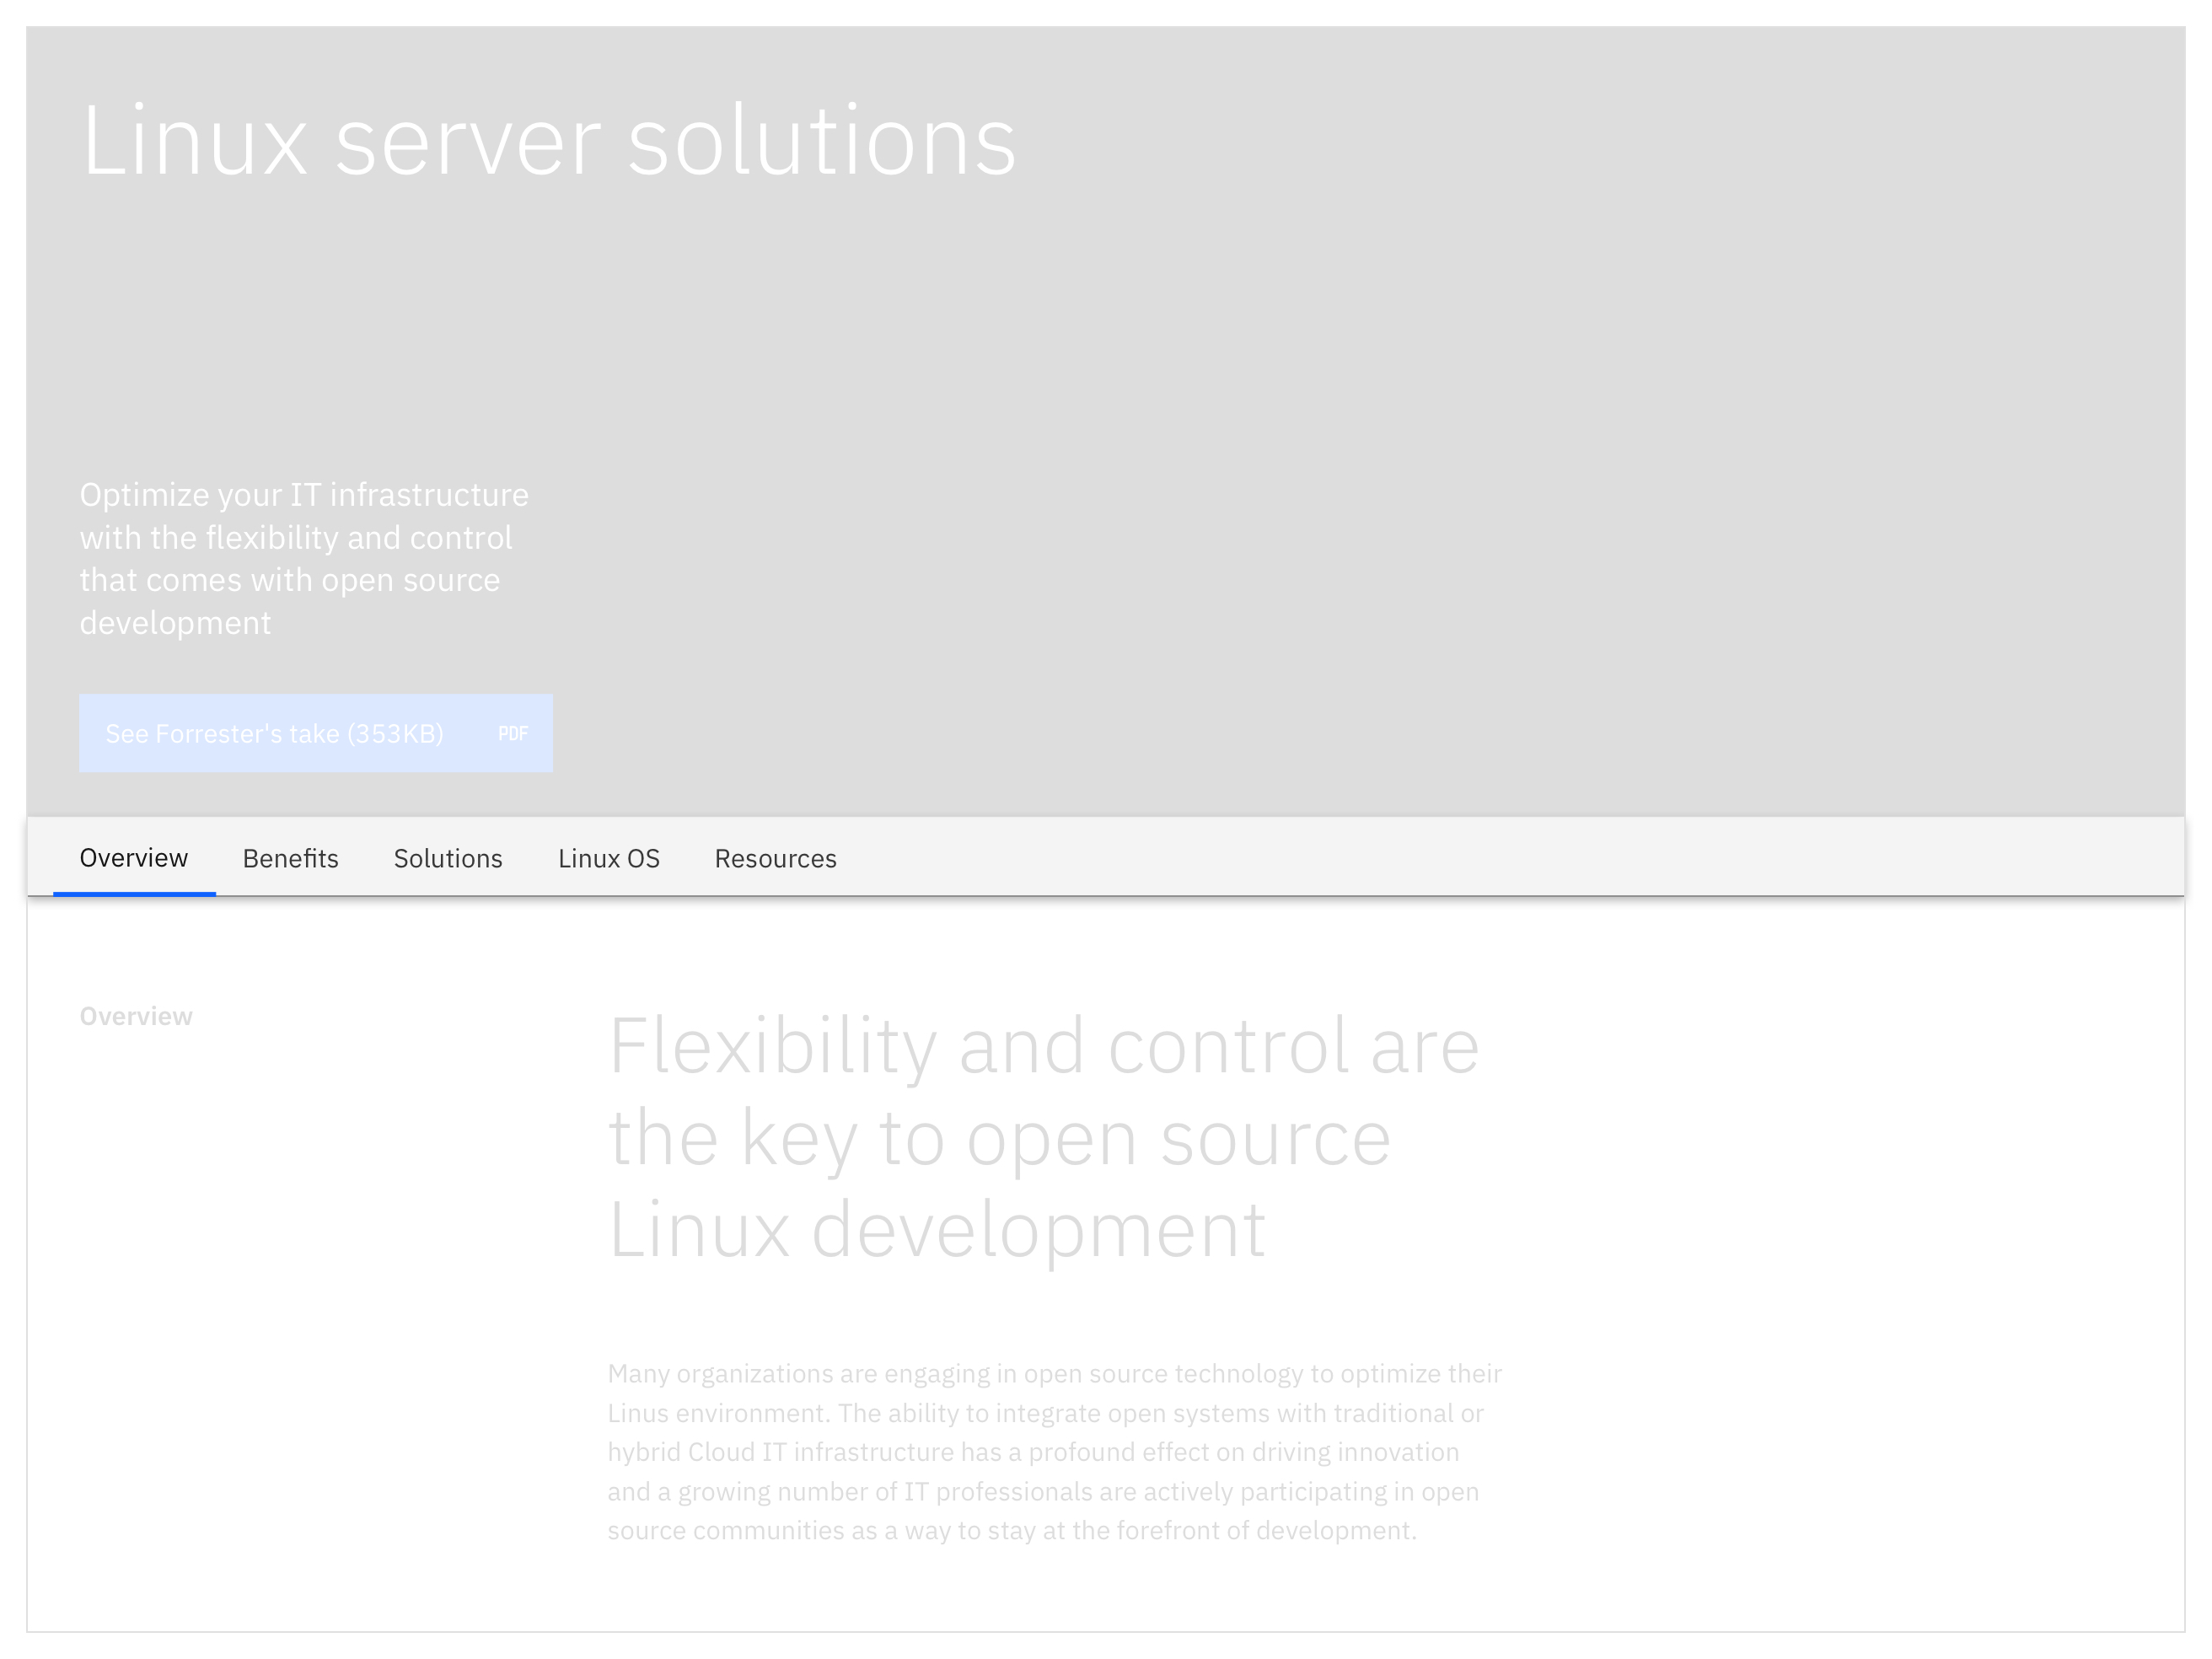 Linux server solutions
Optimize your IT infrastructure
with the flexibility and control
that comes with open source
development
See Forrester's take (353KB) PDF
Overview Benefits Solutions Linux OS Resources
Overview
Flexibility and control are
the key to open source
Linux development
Many organizations are engaging in open source technology to optimize their
Linus environment. The ability to integrate open systems with traditional or
hybrid Cloud IT infrastructure has a profound effect on driving innovation
and a growing number of IT professionals are actively participating in open
source communities as a way to stay at the forefront of development.